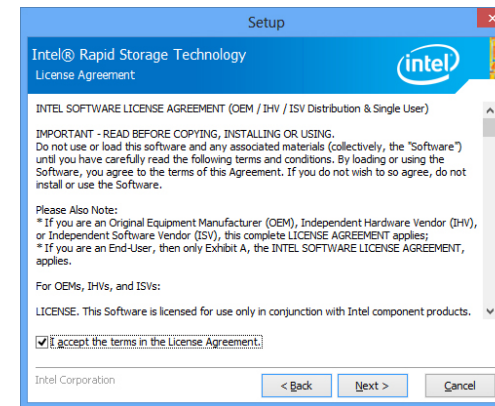 Setup
Intel® Rapid Storage Technology
License Agreement
intel
INTEL SOFTWARE LICENSE AGREEMENT (OEM / IHV / ISV Distribution & Single User)
IMPORTANT - READ BEFORE COPYING, INSTALLING OR USING.
Do not use or load this software and any associated materials (collectively, the "Software")
until you have carefully read the following terms and conditions. By loading or using the
Software, you agree to the terms of this Agreement. If you do not wish to so agree, do not
install or use the Software.
Please Also Note:
* If you are an Original Equipment Manufacturer (OEM), Independent Hardware Vendor (IHV),
or Independent Software Vendor (ISV), this complete LICENSE AGREEMENT applies;
* If you are an End-User, then only Exhibit A, the INTEL SOFTWARE LICENSE AGREEMENT,
applies.
For OEMs, IHVs, and ISVs:
LICENSE. This Software is licensed for use only in conjunction with Intel component products.
I accept the terms in the License Agreement.
Intel Corporation
< Back
Next >
Cancel